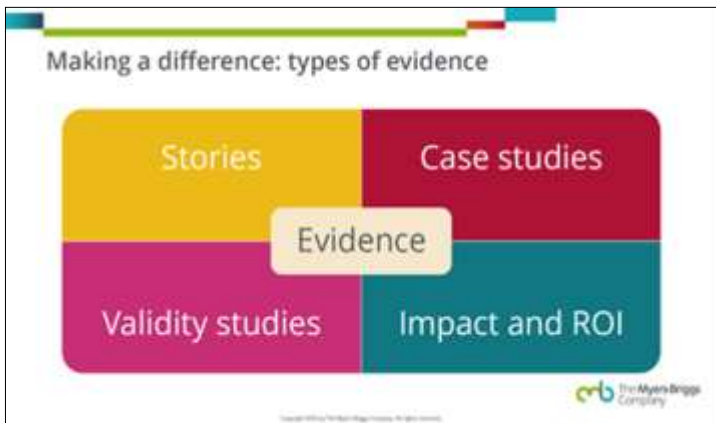 Making a difference: types of evidence
Stories
Case studies
Evidence
Validity studies
Impact and ROI
The Myers-Briggs
Company